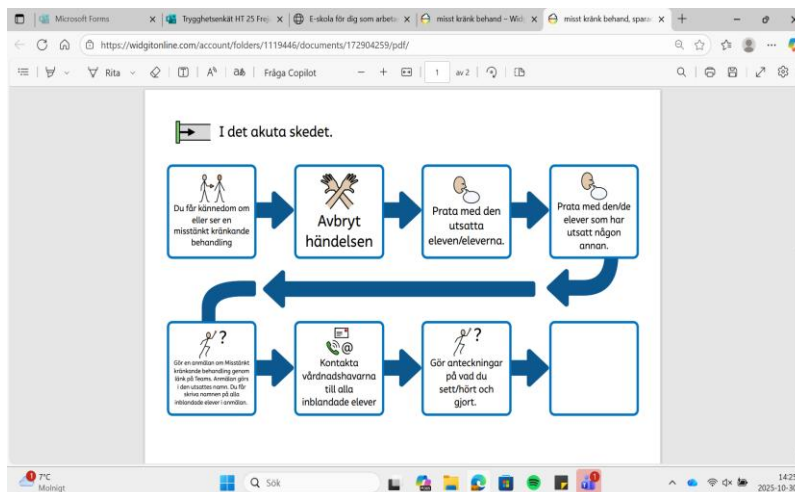 Microsoft Forms
Trygghetsenkät HT 25 Frej
E-skola för dig som arbeta
misst kränk behand – Wid
misst kränk behand, spara
https://widgitonline.com/account/folders/1119446/documents/172904259/pdf/
Rita
Fråga Copilot
1 av 2
I det akuta skedet.
Du får kännedom om
eller ser en
misstänkt kränkande
behandling
Avbryt
händelsen
Prata med den
utsatta
eleven/eleverna.
Prata med den/de
elever som har
utsatt någon
annan.
Gör en anmälan om Misstänkt
kränkande behandling genom
länk på Teams. Anmälan görs
i den utsattes namn. Du får
skriva namnen på alla
inblandade elever i anmälan.
Kontakta
vårdnadshavarna
till alla
inblandade elever
Gör anteckningar
på vad du
sett/hört och
gjort.
7°C
Molnigt
Sök
14:25
2025-10-30